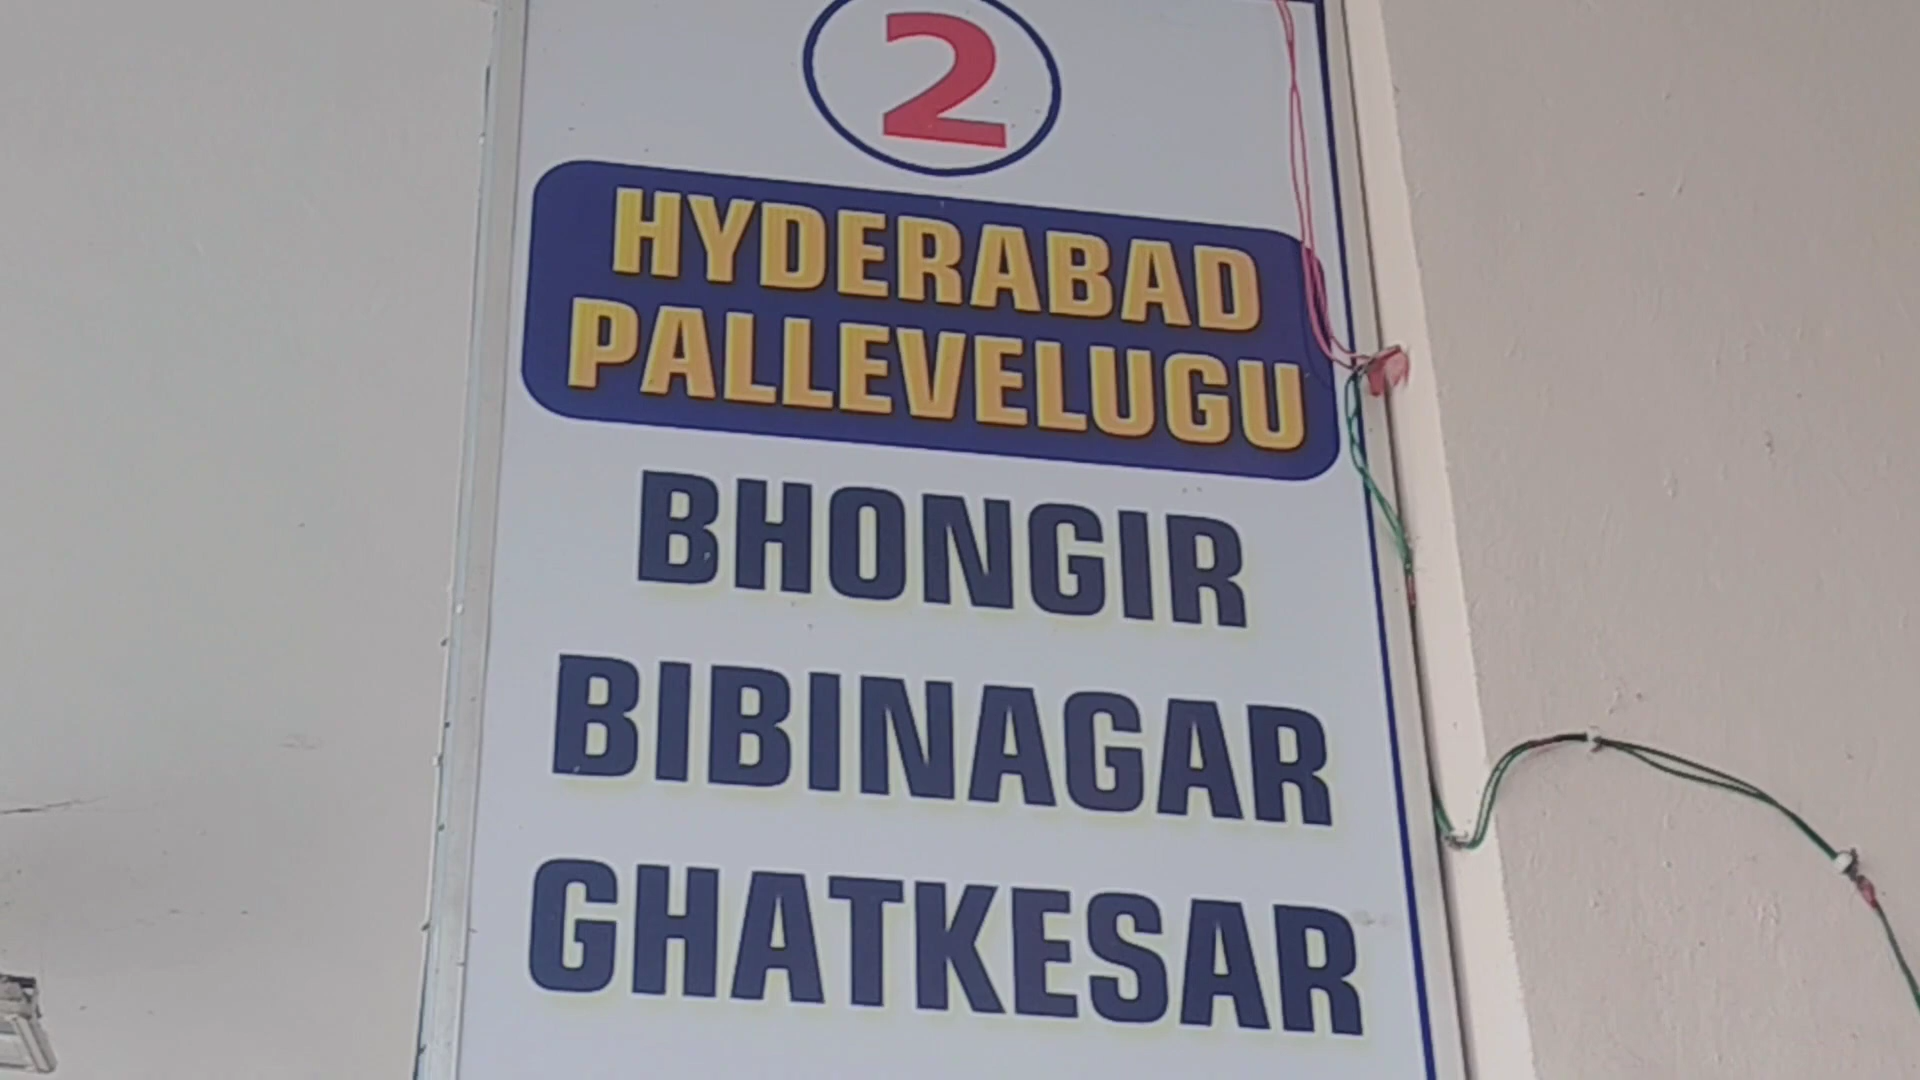 2
HYDERABAD
PALLEVELUGU
BHONGIR
BIBINAGAR
GHATKESAR